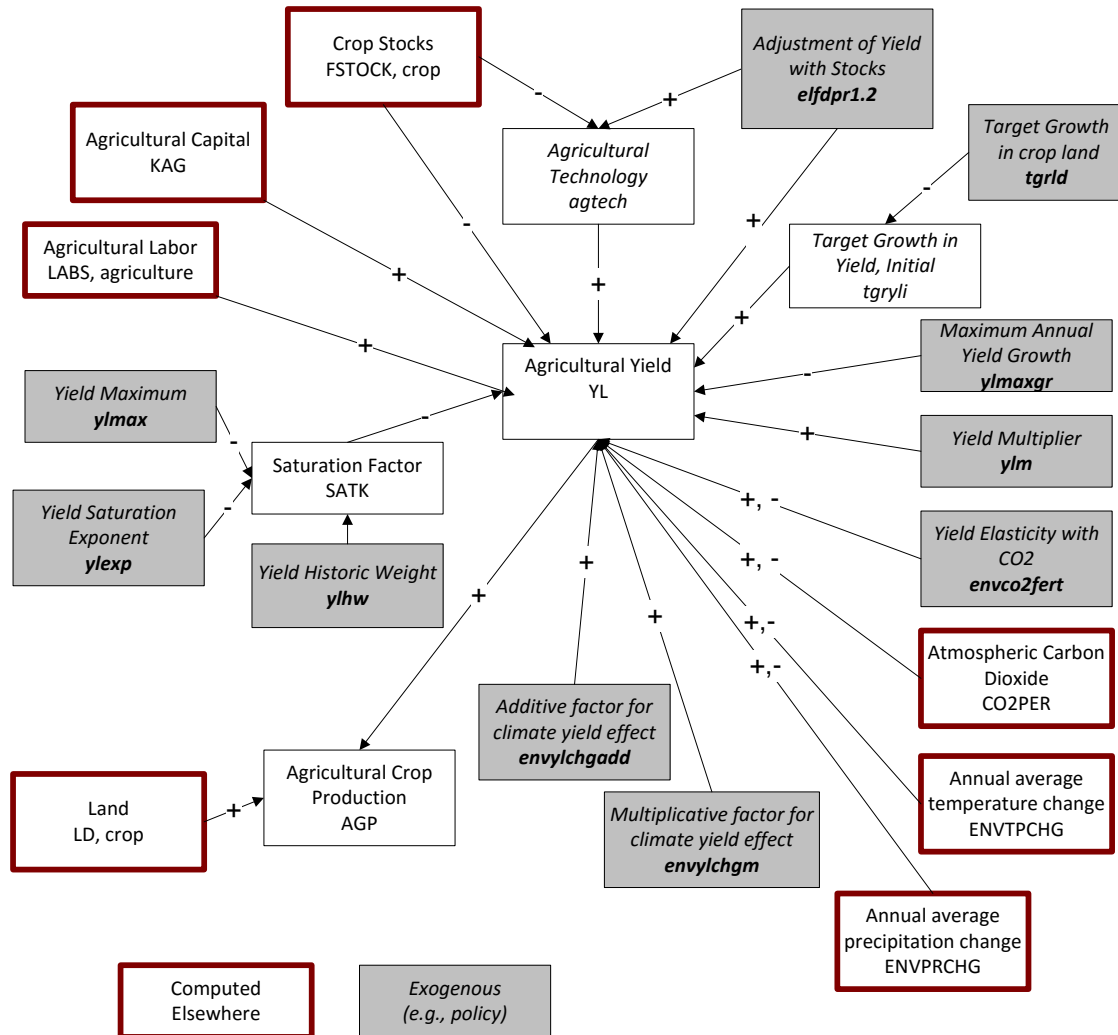 Crop Stocks
FSTOCK, crop
Adjustment of Yield
with Stocks
elfdpr1.2
Agricultural Capital
KAG
Target Growth
in crop land
tgrld
Agricultural
Technology
agtech
Agricultural Labor
LABS, agriculture
Target Growth in
Yield, Initial
tgryli
-
+
-
-
+
+
+
+
+
Maximum Annual
Yield Growth
ylmaxgr
Agricultural Yield
YL
-
Yield Maximum
ylmax
-
+
Yield Multiplier
ylm
-
Saturation Factor
SATK
Yield Saturation
Exponent
ylexp
-
+, -
Yield Elasticity with
CO2
envco2fert
Yield Historic Weight
ylhw
+
+
+
+, -
+,-
+,-
Atmospheric Carbon
Dioxide
CO2PER
Additive factor for
climate yield effect
envylchgadd
Agricultural Crop
Production
AGP
Land
LD, crop
+
Annual average
temperature change
ENVTPCHG
Multiplicative factor for
climate yield effect
envylchgm
Annual average
precipitation change
ENVPRCHG
Computed
Elsewhere
Exogenous
(e.g., policy)